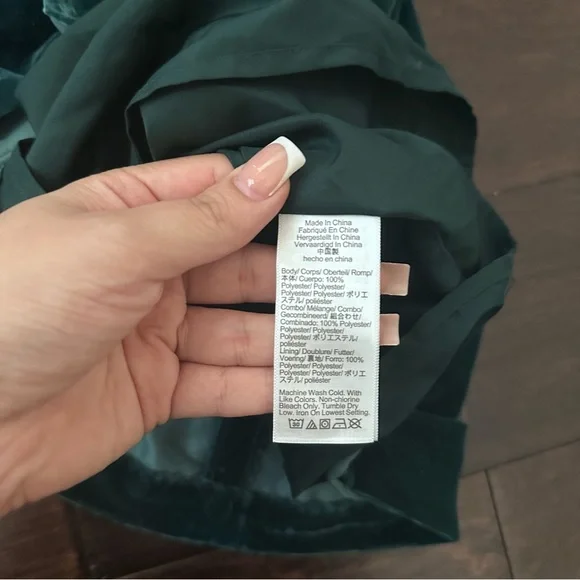 Made In China
Fabriqué En Chine
Hergestellt In China
Vervaardigd In China
中国製
hecho en china
Body/ Corps/ Oberteil/ Romp/
本体/ Cuerpo: 100%
Polyester/ Polyester/
Polyester/ Polyester/ ポリエ
ステル/ poliéster
Combo/ Mélange/ Combo/
Gecombineerd/ 組合わせ/
Combinado: 100% Polyester/
Polyester/ Polyester/
Polyester/ ポリエステル/
poliéster
Lining/ Doublure/ Futter/
Voering/ 裏地/ Forro: 100%
Polyester/ Polyester/
Polyester/ Polyester/ ポリエ
ステル/ poliéster
Machine Wash Cold. With
Like Colors. Non-chlorine
Bleach Only. Tumble Dry
Low. Iron On Lowest Setting.